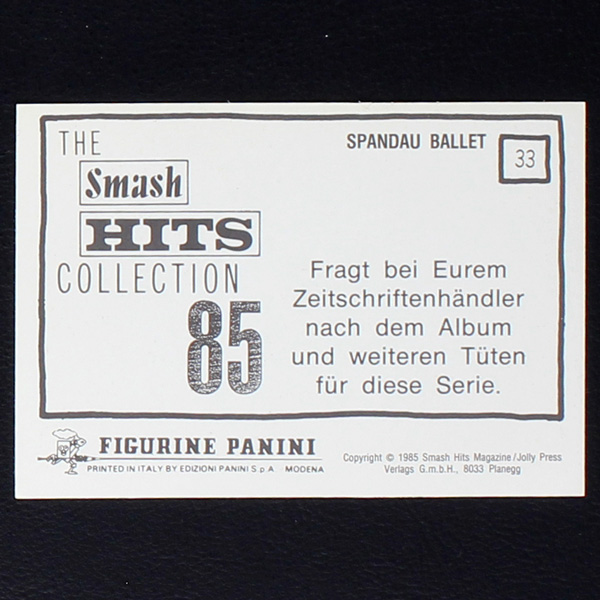 THE
Smash
HITS
COLLECTION
85
SPANDAU BALLET
33
Fragt bei Eurem
Zeitschriftenhändler
nach dem Album
und weiteren Tüten
für diese Serie.
FIGURINE PANINI
PRINTED IN ITALY BY EDIZIONI PANINI S.p.A. - MODENA
Copyright © 1985 Smash Hits Magazine/Jolly Press
Verlags G.m.b.H., 8033 Planegg